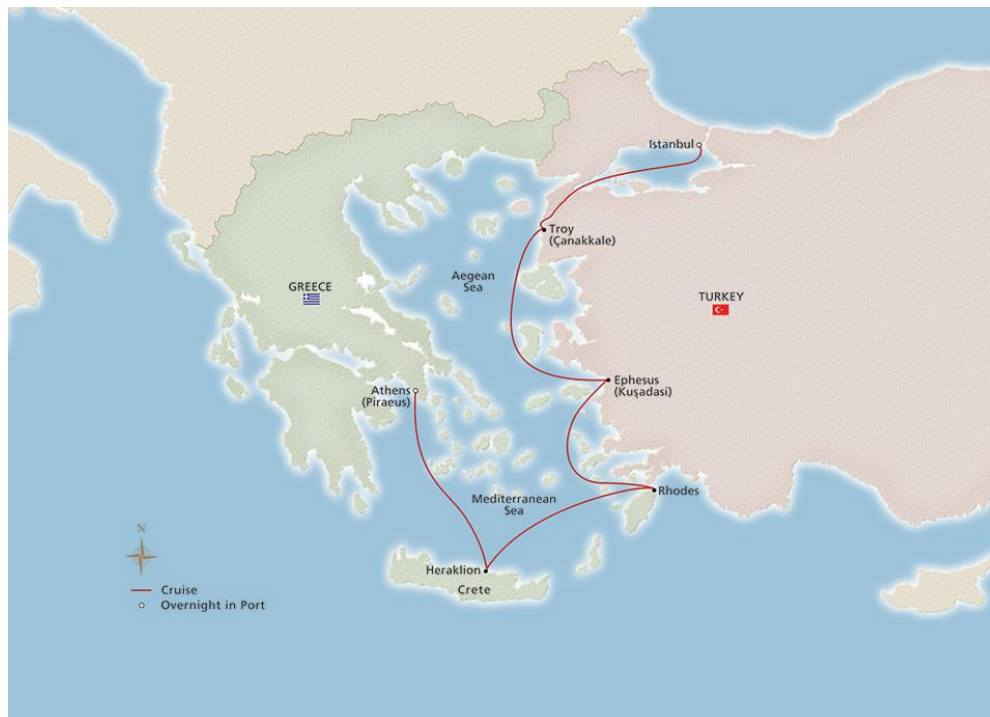 Istanbul
Troy
(Çanakkale)
Aegean
Sea
GREECE
TURKEY
Athens
(Piraeus)
Ephesus
(Kuşadasi)
Mediterranean
Sea
Rhodes
N
Heraklion
Crete
Cruise
Overnight in Port